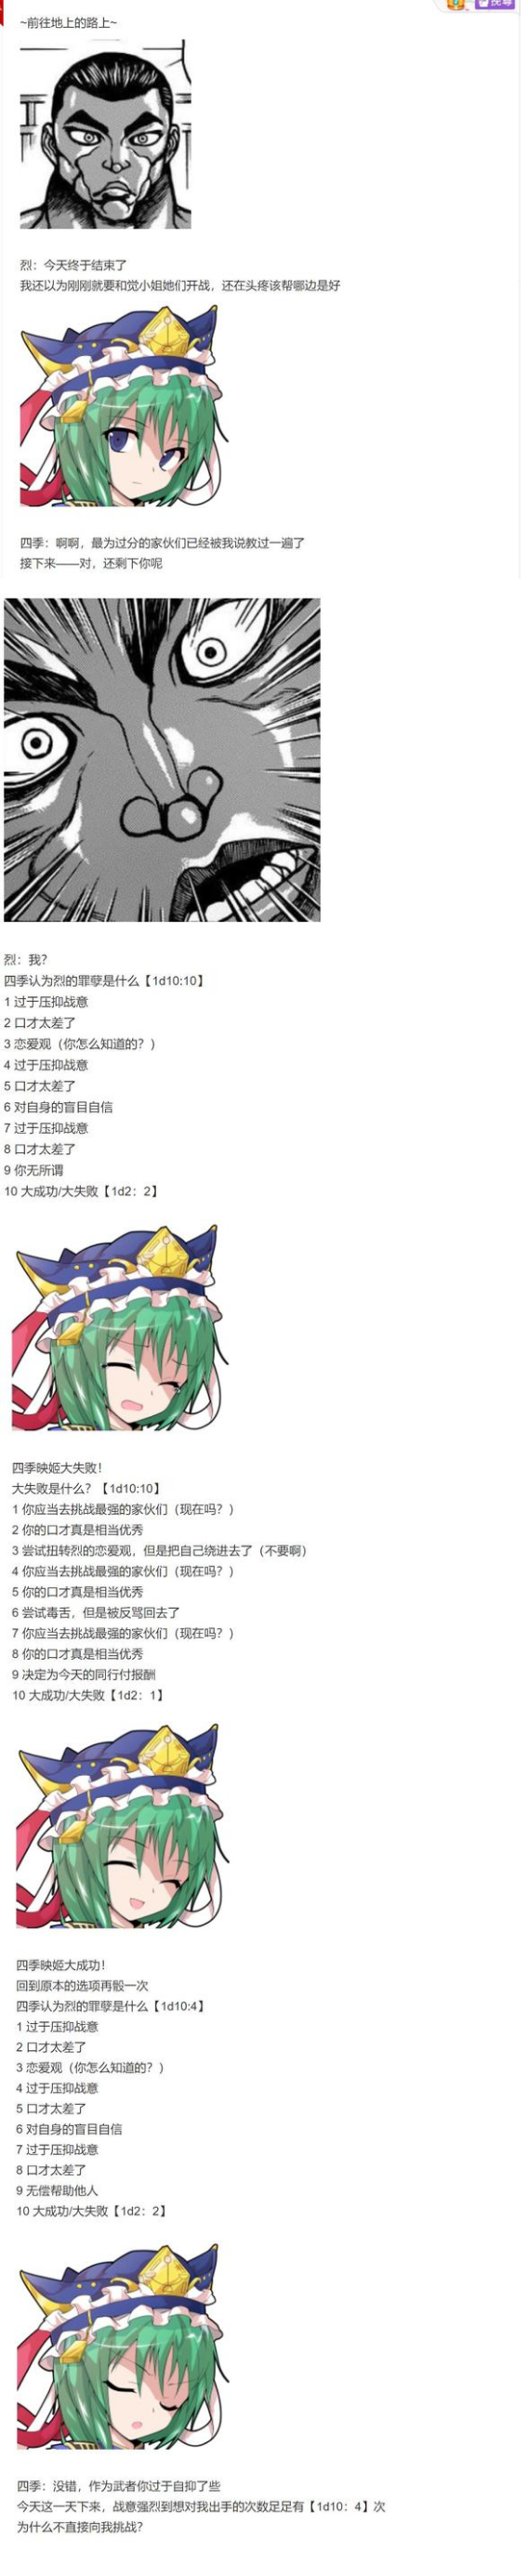 挽尊
~前往地上的路上~
烈：今天终于结束了
我还以为刚刚就要和觉小姐她们开战，还在头疼该帮哪边是好
四季：啊啊，最为过分的家伙们已经被我说教过一遍了
接下来——对，还剩下你呢
烈：我？
四季认为烈的罪孽是什么【1d10:10】
1 过于压抑战意
2 口才太差了
3 恋爱观（你怎么知道的？）
4 过于压抑战意
5 口才太差了
6 对自身的盲目自信
7 过于压抑战意
8 口才太差了
9 你无所谓
10 大成功/大失败【1d2：2】
四季映姬大失败！
大失败是什么？【1d10:10】
1 你应当去挑战最强的家伙们（现在吗？）
2 你的口才真是相当优秀
3 尝试扭转烈的恋爱观，但是把自己绕进去了（不要啊）
4 你应当去挑战最强的家伙们（现在吗？）
5 你的口才真是相当优秀
6 尝试毒舌，但是被反骂回去了
7 你应当去挑战最强的家伙们（现在吗？）
8 你的口才真是相当优秀
9 决定为今天的同行付报酬
10 大成功/大失败【1d2：1】
四季映姬大成功！
回到原本的选项再骰一次
四季认为烈的罪孽是什么【1d10:4】
1 过于压抑战意
2 口才太差了
3 恋爱观（你怎么知道的？）
4 过于压抑战意
5 口才太差了
6 对自身的盲目自信
7 过于压抑战意
8 口才太差了
9 无偿帮助他人
10 大成功/大失败【1d2：2】
四季：没错，作为武者你过于自抑了些
今天这一天下来，战意强烈到想对我出手的次数足足有【1d10：4】次
为什么不直接向我挑战？